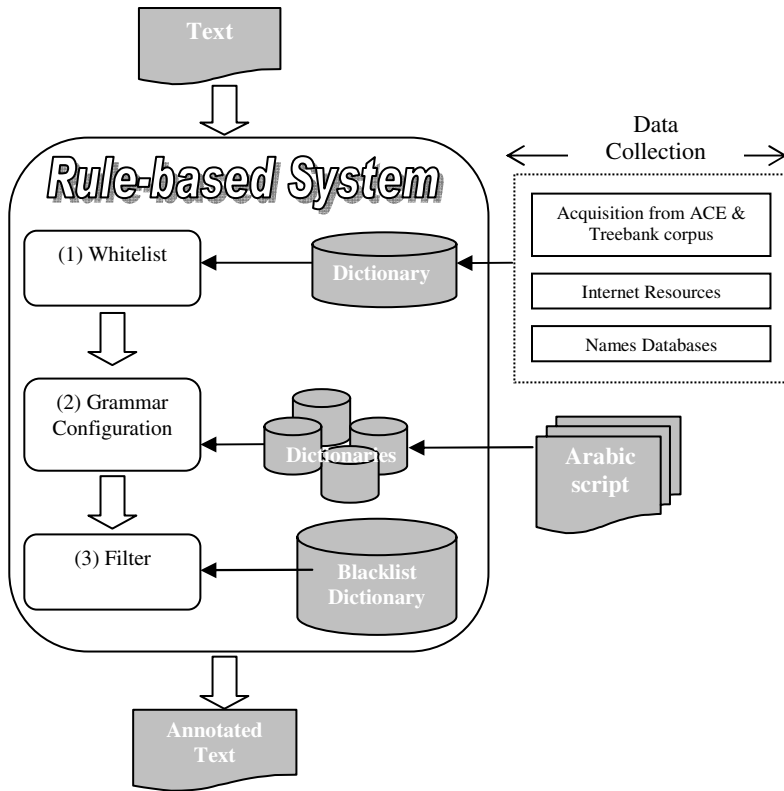 Text
Data
Collection
Rule-based System
Acquisition from ACE &
Treebank corpus
(1) Whitelist
Dictionary
Internet Resources
Names Databases
(2) Grammar
Configuration
Dictionaries
Arabic
script
(3) Filter
Blacklist
Dictionary
Annotated
Text